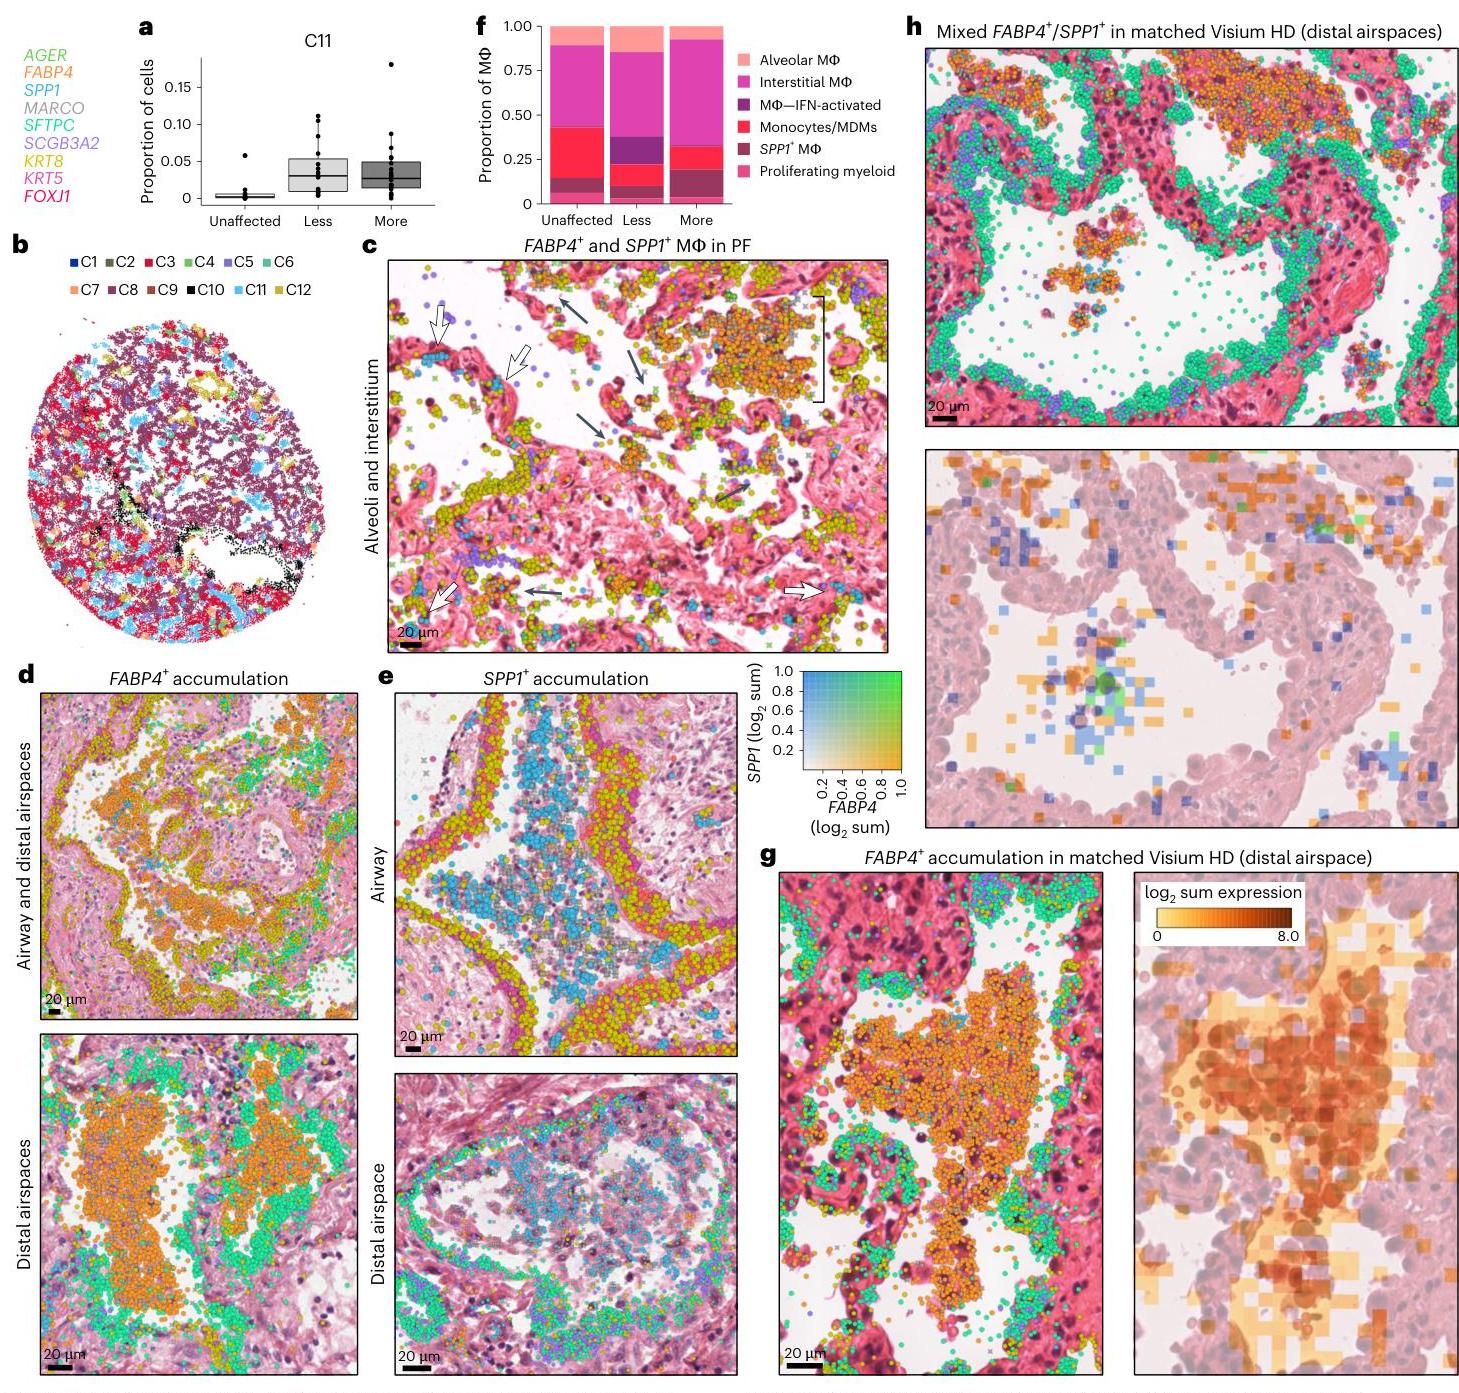 AGER
FABP4
SPP1
MARCO
SFTPC
SCGB3A2
KRT8
KRT5
FOXJ1
a
C11
Proportion of cells
0.15
0.10
0.05
0
Unaffected Less More
f
Proportion of MΦ
1.00
0.75
0.50
0.25
0
Unaffected Less More
Alveolar MΦ
Interstitial MΦ
MΦ—IFN-activated
Monocytes/MDMs
SPP1⁺ MΦ
Proliferating myeloid
b
C1 C2 C3 C4 C5 C6
C7 C8 C9 C10 C11 C12
c
FABP4⁺ and SPP1⁺ MΦ in PF
Alveoli and interstitium
20 µm
h
Mixed FABP4⁺/SPP1⁺ in matched Visium HD (distal airspaces)
20 µm
d
FABP4⁺ accumulation
Airway and distal airspaces
20 µm
Distal airspaces
20 µm
e
SPP1⁺ accumulation
Airway
20 µm
Distal airspace
20 µm
SPP1 (log₂ sum)
1.0
0.8
0.6
0.4
0.2
0.2
0.4
0.6
0.8
1.0
FABP4
(log₂ sum)
g
FABP4⁺ accumulation in matched Visium HD (distal airspace)
20 µm
log₂ sum expression
0 8.0